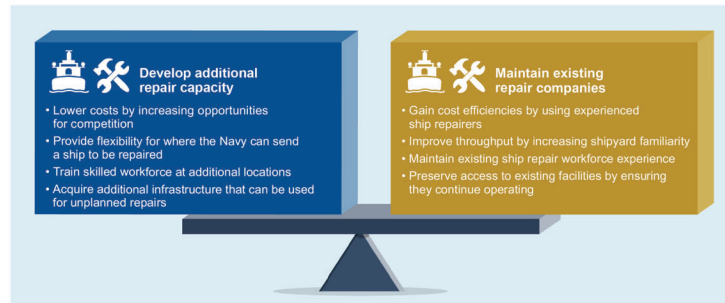 Develop additional
repair capacity
• Lower costs by increasing opportunities
for competition
• Provide flexibility for where the Navy can send
a ship to be repaired
• Train skilled workforce at additional locations
• Acquire additional infrastructure that can be used
for unplanned repairs
Maintain existing
repair companies
• Gain cost efficiencies by using experienced
ship repairers
• Improve throughput by increasing shipyard familiarity
• Maintain existing ship repair workforce experience
• Preserve access to existing facilities by ensuring
they continue operating